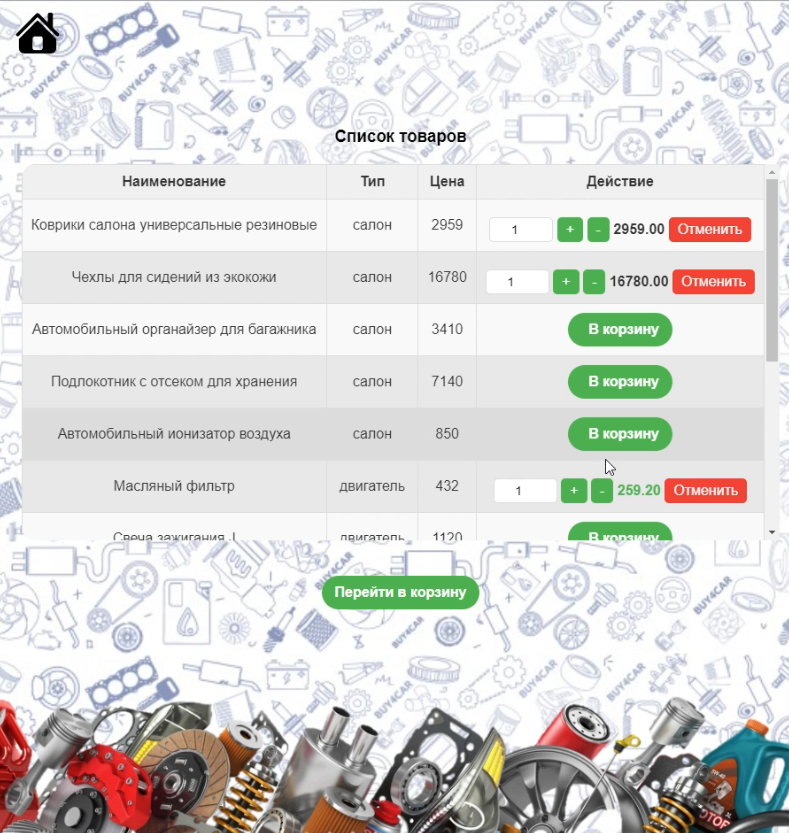 Список товаров
Наименование Тип Цена Действие
Коврики салона универсальные резиновые салон 2959 1 + - 2959.00 Отменить
Чехлы для сидений из экокожи салон 16780 1 + - 16780.00 Отменить
Автомобильный органайзер для багажника салон 3410 В корзину
Подлокотник с отсеком для хранения салон 7140 В корзину
Автомобильный ионизатор воздуха салон 850 В корзину
Масляный фильтр двигатель 432 1 + - 259.20 Отменить
Свеча зажигания двигатель 1120 В корзину
Перейти в корзину
BUY4CAR